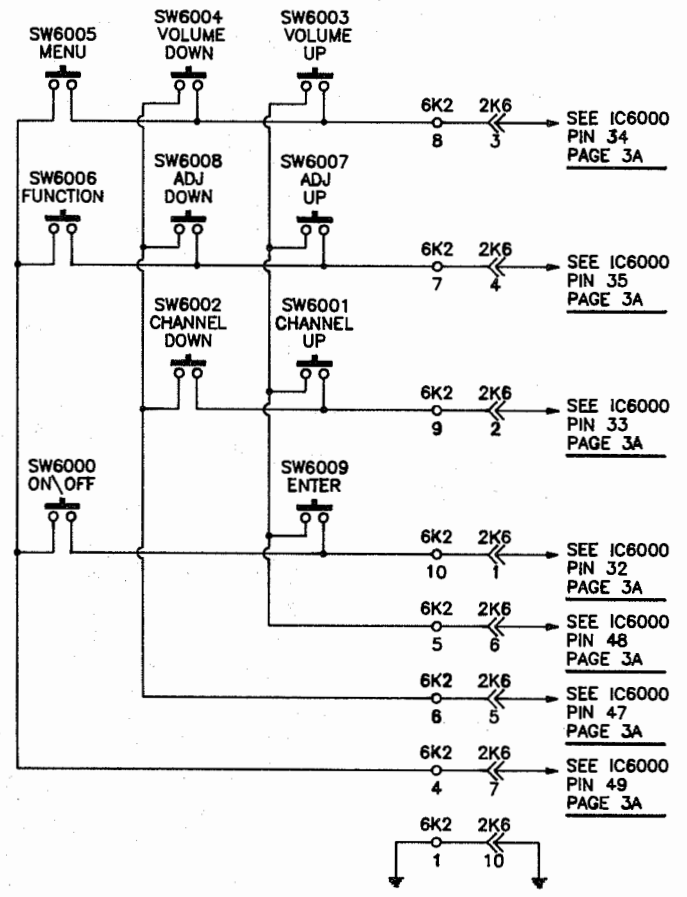 SW6005
MENU
SW6004
VOLUME
DOWN
SW6003
VOLUME
UP
6K2 2K6
8 3
SEE IC6000
PIN 34
PAGE 3A
SW6006
FUNCTION
SW6008
ADJ
DOWN
SW6007
ADJ
UP
6K2 2K6
7 4
SEE IC6000
PIN 35
PAGE 3A
SW6002
CHANNEL
DOWN
SW6001
CHANNEL
UP
6K2 2K6
9 2
SEE IC6000
PIN 33
PAGE 3A
SW6000
ON\OFF
SW6009
ENTER
6K2 2K6
10 1
SEE IC6000
PIN 32
PAGE 3A
6K2 2K6
5 6
SEE IC6000
PIN 48
PAGE 3A
6K2 2K6
6 5
SEE IC6000
PIN 47
PAGE 3A
6K2 2K6
4 7
SEE IC6000
PIN 49
PAGE 3A
6K2 2K6
1 10